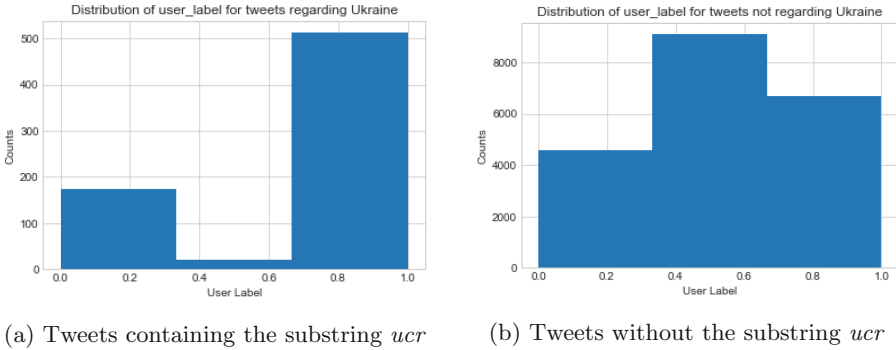 Distribution of user_label for tweets regarding Ukraine
500
400
300
200
100
0
Counts
0.0 0.2 0.4 0.6 0.8 1.0
User Label
(a) Tweets containing the substring ucr
Distribution of user_label for tweets not regarding Ukraine
8000
6000
4000
2000
0
Counts
0.0 0.2 0.4 0.6 0.8 1.0
User Label
(b) Tweets without the substring ucr